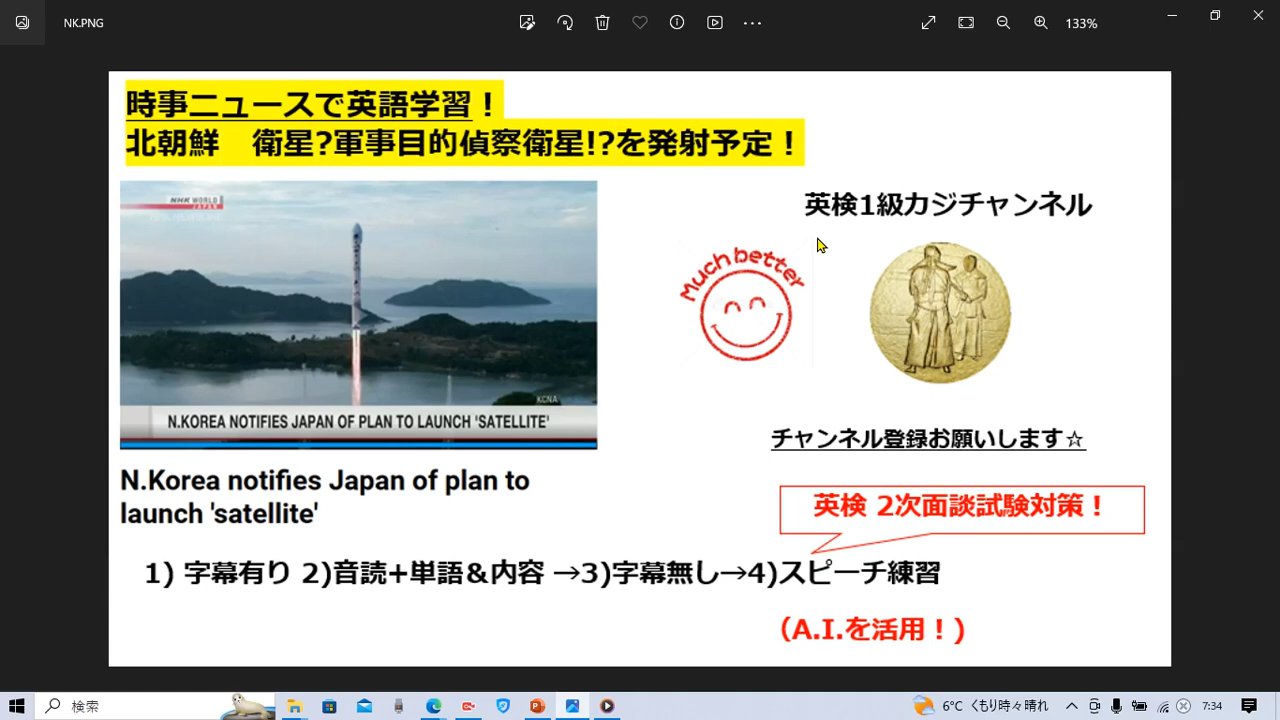 NK.PNG
133%
時事ニュースで英語学習！
北朝鮮　衛星?軍事目的偵察衛星!?を発射予定！
NHK WORLD
JAPAN
英検1級カジチャンネル
Much better
KCNA
N.KOREA NOTIFIES JAPAN OF PLAN TO LAUNCH 'SATELLITE'
チャンネル登録お願いします☆
N.Korea notifies Japan of plan to
launch 'satellite'
英検 2次面談試験対策！
1) 字幕有り 2)音読+単語＆内容 →3)字幕無し→4)スピーチ練習
(A.I.を活用！)
検索
6°C くもり時々晴れ
7:34